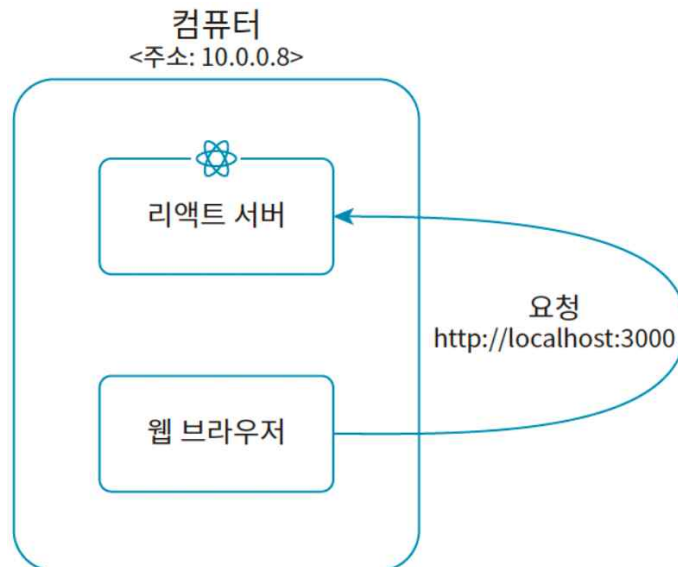 컴퓨터
<주소: 10.0.0.8>
리액트 서버
요청
http://localhost:3000
웹 브라우저